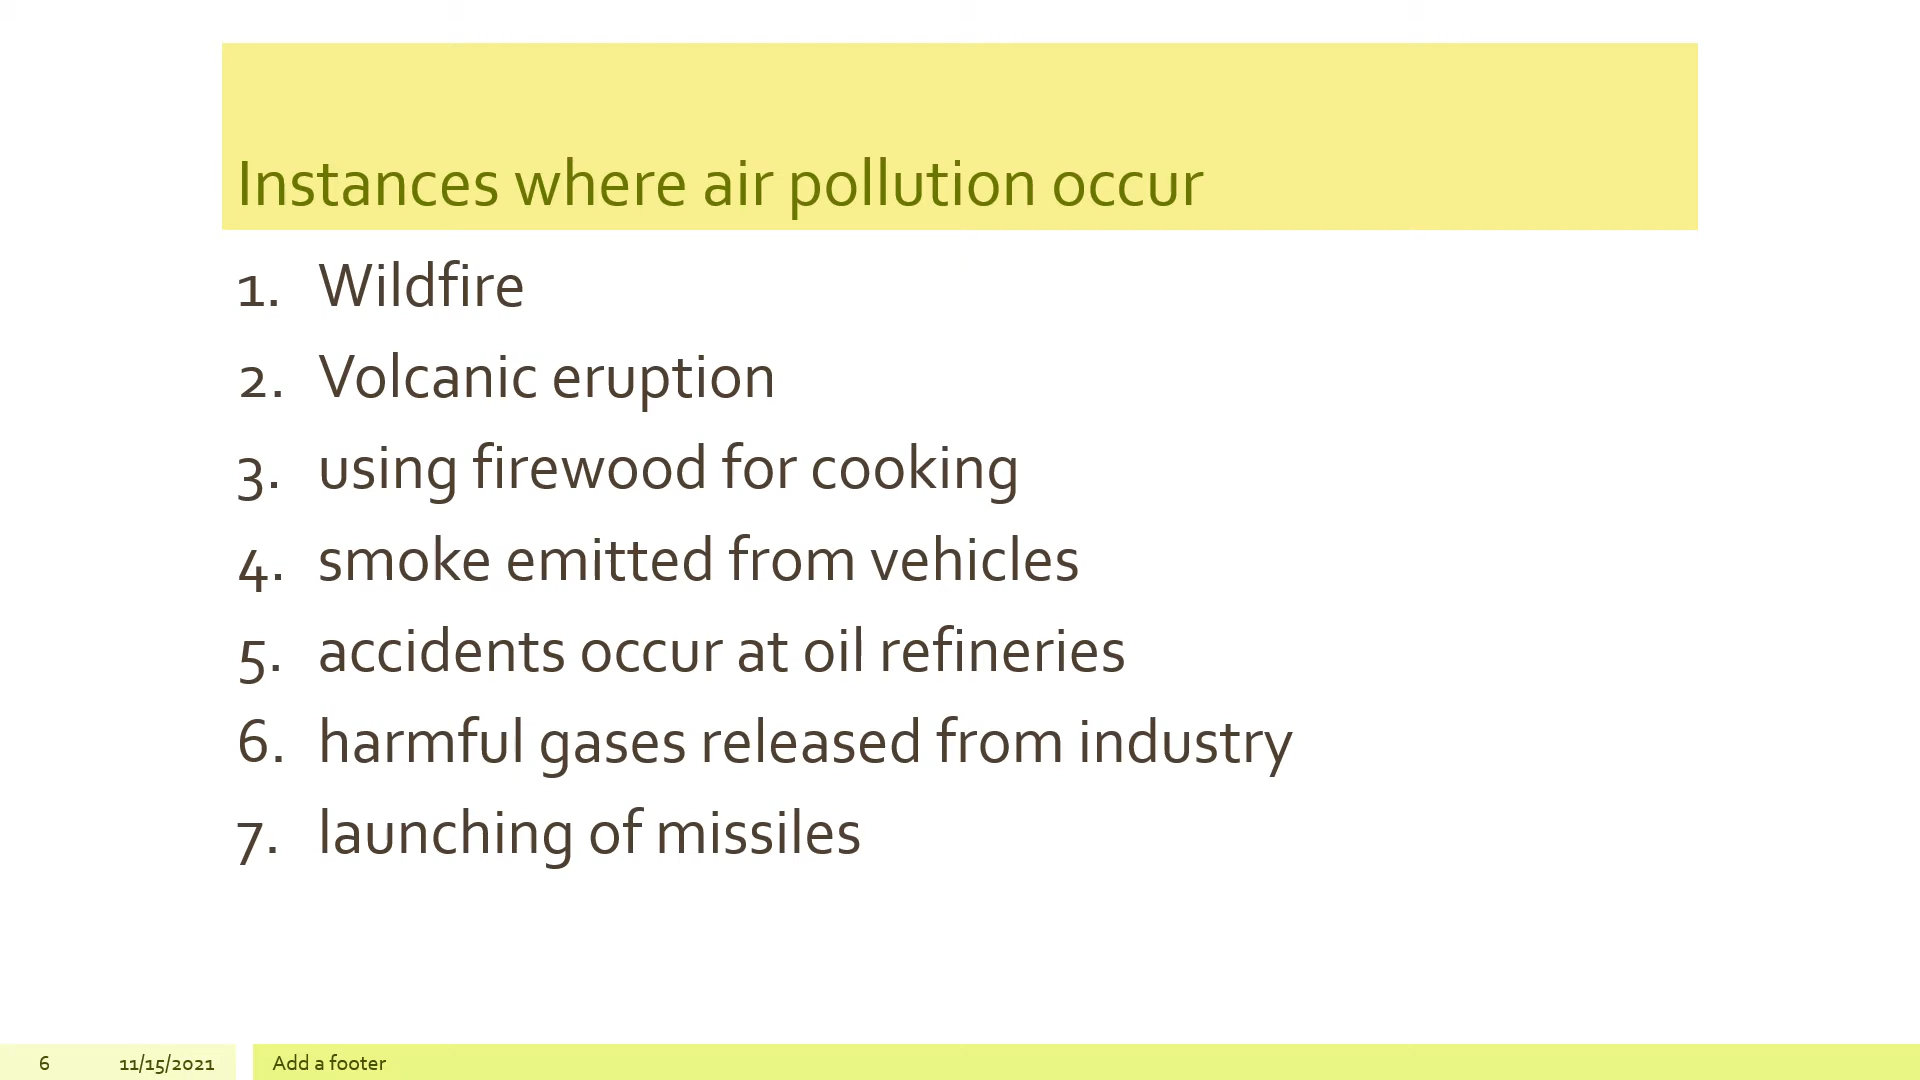 Instances where air pollution occur
1. Wildfire
2. Volcanic eruption
3. using firewood for cooking
4. smoke emitted from vehicles
5. accidents occur at oil refineries
6. harmful gases released from industry
7. launching of missiles
6 11/15/2021 Add a footer